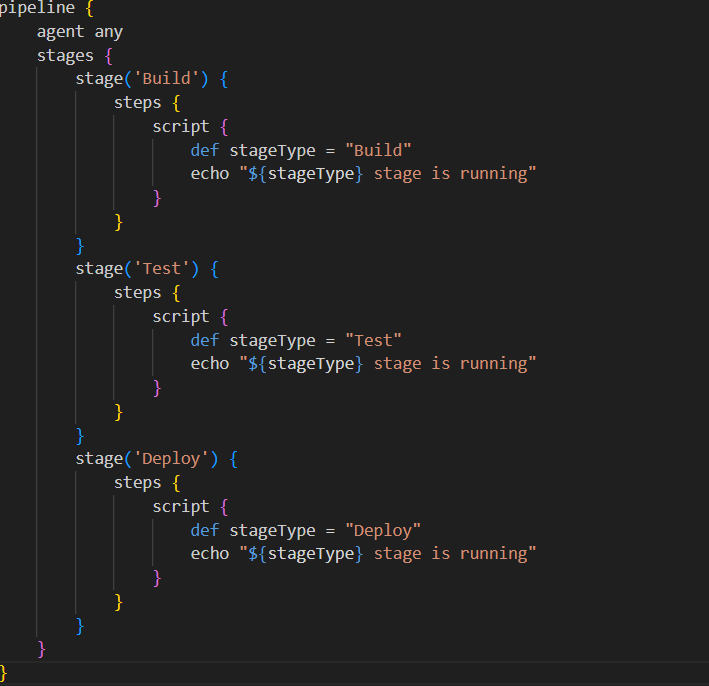 pipeline {
    agent any
    stages {
        stage('Build') {
            steps {
                script {
                    def stageType = "Build"
                    echo "${stageType} stage is running"
                }
            }
        }
        stage('Test') {
            steps {
                script {
                    def stageType = "Test"
                    echo "${stageType} stage is running"
                }
            }
        }
        stage('Deploy') {
            steps {
                script {
                    def stageType = "Deploy"
                    echo "${stageType} stage is running"
                }
            }
        }
    }
}